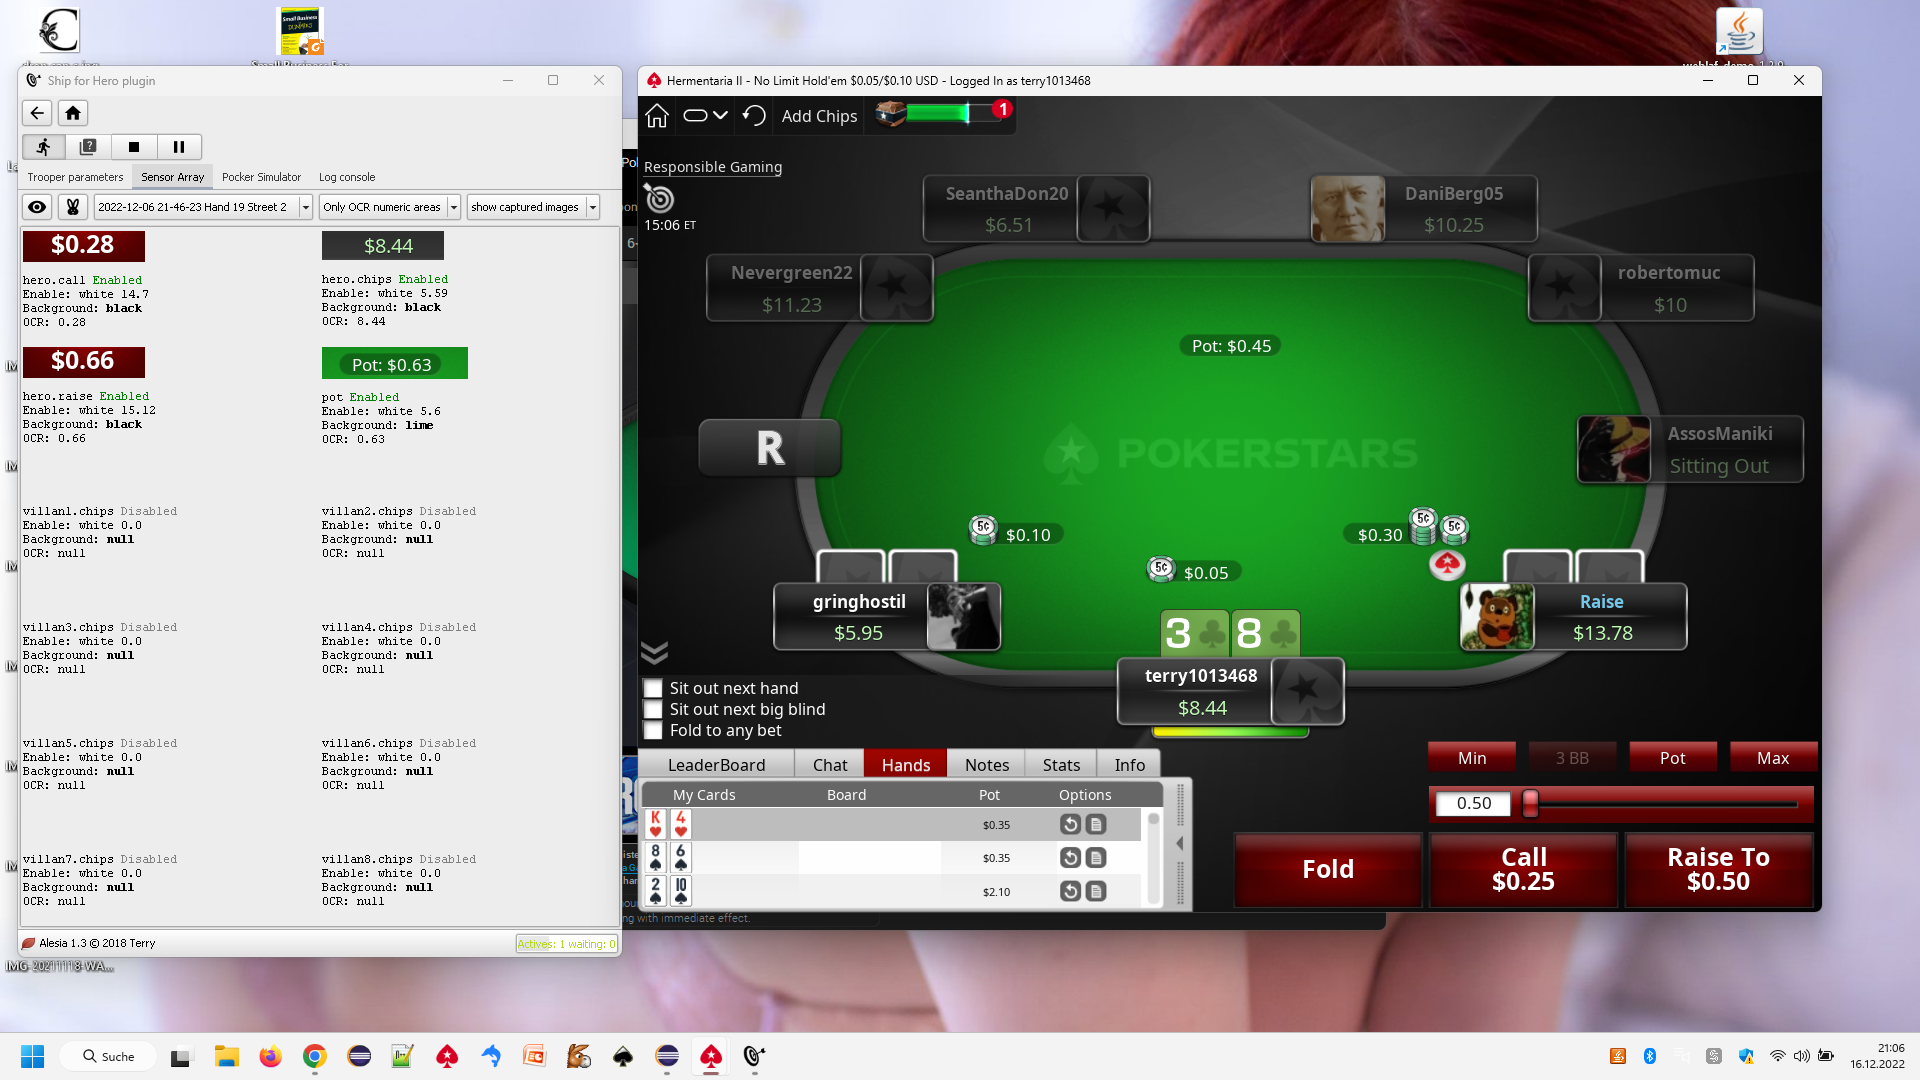 Small Business
DUMMIES
Ship for Hero plugin
Trooper parameters
Sensor Array
Pocker Simulator
Log console
2022-12-06 21-46-23 Hand 19 Street 2
Only OCR numeric areas
show captured images
$0.28
$8.44
hero.call Enabled
Enable: white 14.7
Background: black
OCR: 0.28
hero.chips Enabled
Enable: white 5.59
Background: black
OCR: 8.44
$0.66
Pot: $0.63
hero.raise Enabled
Enable: white 15.12
Background: black
OCR: 0.66
pot Enabled
Enable: white 5.6
Background: lime
OCR: 0.63
villan1.chips Disabled
Enable: white 0.0
Background: null
OCR: null
villan2.chips Disabled
Enable: white 0.0
Background: null
OCR: null
villan3.chips Disabled
Enable: white 0.0
Background: null
OCR: null
villan4.chips Disabled
Enable: white 0.0
Background: null
OCR: null
villan5.chips Disabled
Enable: white 0.0
Background: null
OCR: null
villan6.chips Disabled
Enable: white 0.0
Background: null
OCR: null
villan7.chips Disabled
Enable: white 0.0
Background: null
OCR: null
villan8.chips Disabled
Enable: white 0.0
Background: null
OCR: null
Alesia 1.3 © 2018 Terry
Actives: 1 waiting: 0
IMG-20211118-WA...
Hermentaria II - No Limit Hold'em $0.05/$0.10 USD - Logged In as terry1013468
Add Chips
1
Responsible Gaming
15:06 ET
SeanthaDon20
$6.51
DaniBerg05
$10.25
Nevergreen22
$11.23
robertomuc
$10
Pot: $0.45
R
POKERSTARS
AssosManiki
Sitting Out
5¢
$0.10
$0.30
5¢
5¢
5¢
$0.05
gringhostil
$5.95
Raise
$13.78
3
8
terry1013468
$8.44
Sit out next hand
Sit out next big blind
Fold to any bet
LeaderBoard
Chat
Hands
Notes
Stats
Info
My Cards
Board
Pot
Options
K 4
$0.35
8 6
$0.35
2 10
$2.10
ng with immediate effect.
Min
3 BB
Pot
Max
0.50
Fold
Call
$0.25
Raise To
$0.50
Suche
21:06
16.12.2022